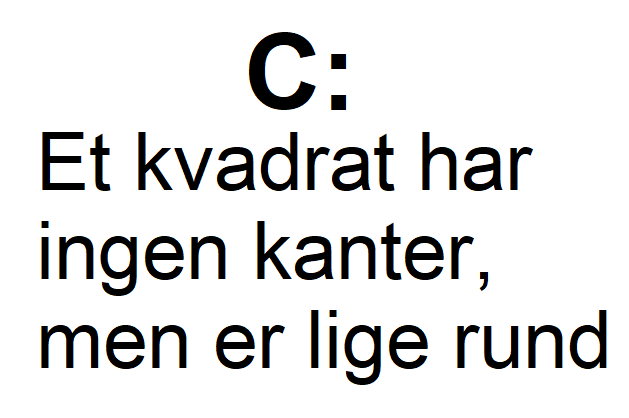 C:
Et kvadrat har
ingen kanter,
men er lige rund